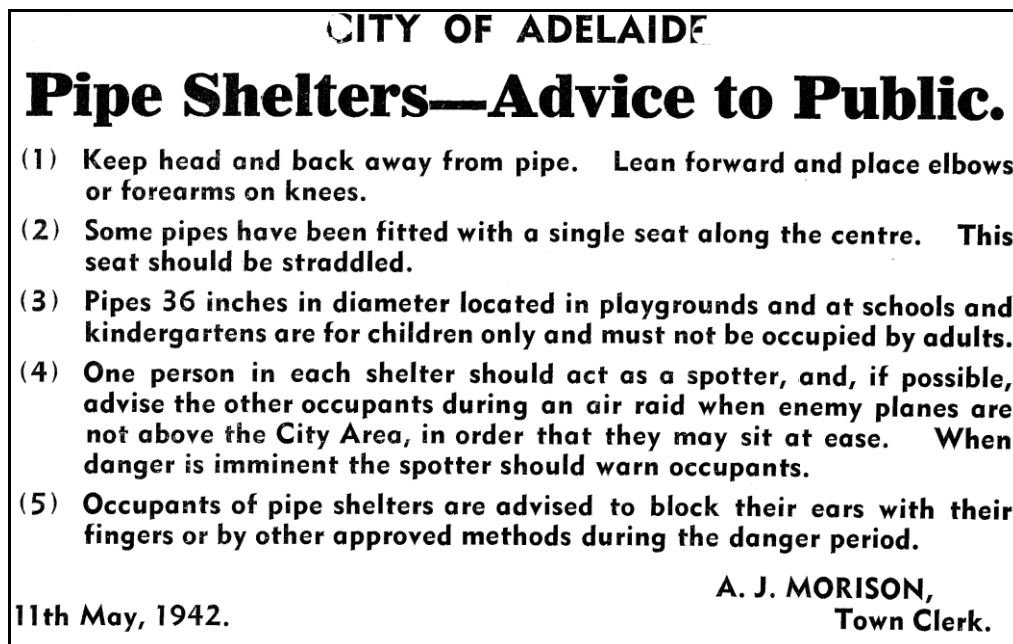 CITY OF ADELAIDE
Pipe Shelters—Advice to Public.
(1) Keep head and back away from pipe. Lean forward and place elbows
or forearms on knees.
(2) Some pipes have been fitted with a single seat along the centre. This
seat should be straddled.
(3) Pipes 36 inches in diameter located in playgrounds and at schools and
kindergartens are for children only and must not be occupied by adults.
(4) One person in each shelter should act as a spotter, and, if possible,
advise the other occupants during an air raid when enemy planes are
not above the City Area, in order that they may sit at ease. When
danger is imminent the spotter should warn occupants.
(5) Occupants of pipe shelters are advised to block their ears with their
fingers or by other approved methods during the danger period.
A. J. MORISON,
11th May, 1942. Town Clerk.